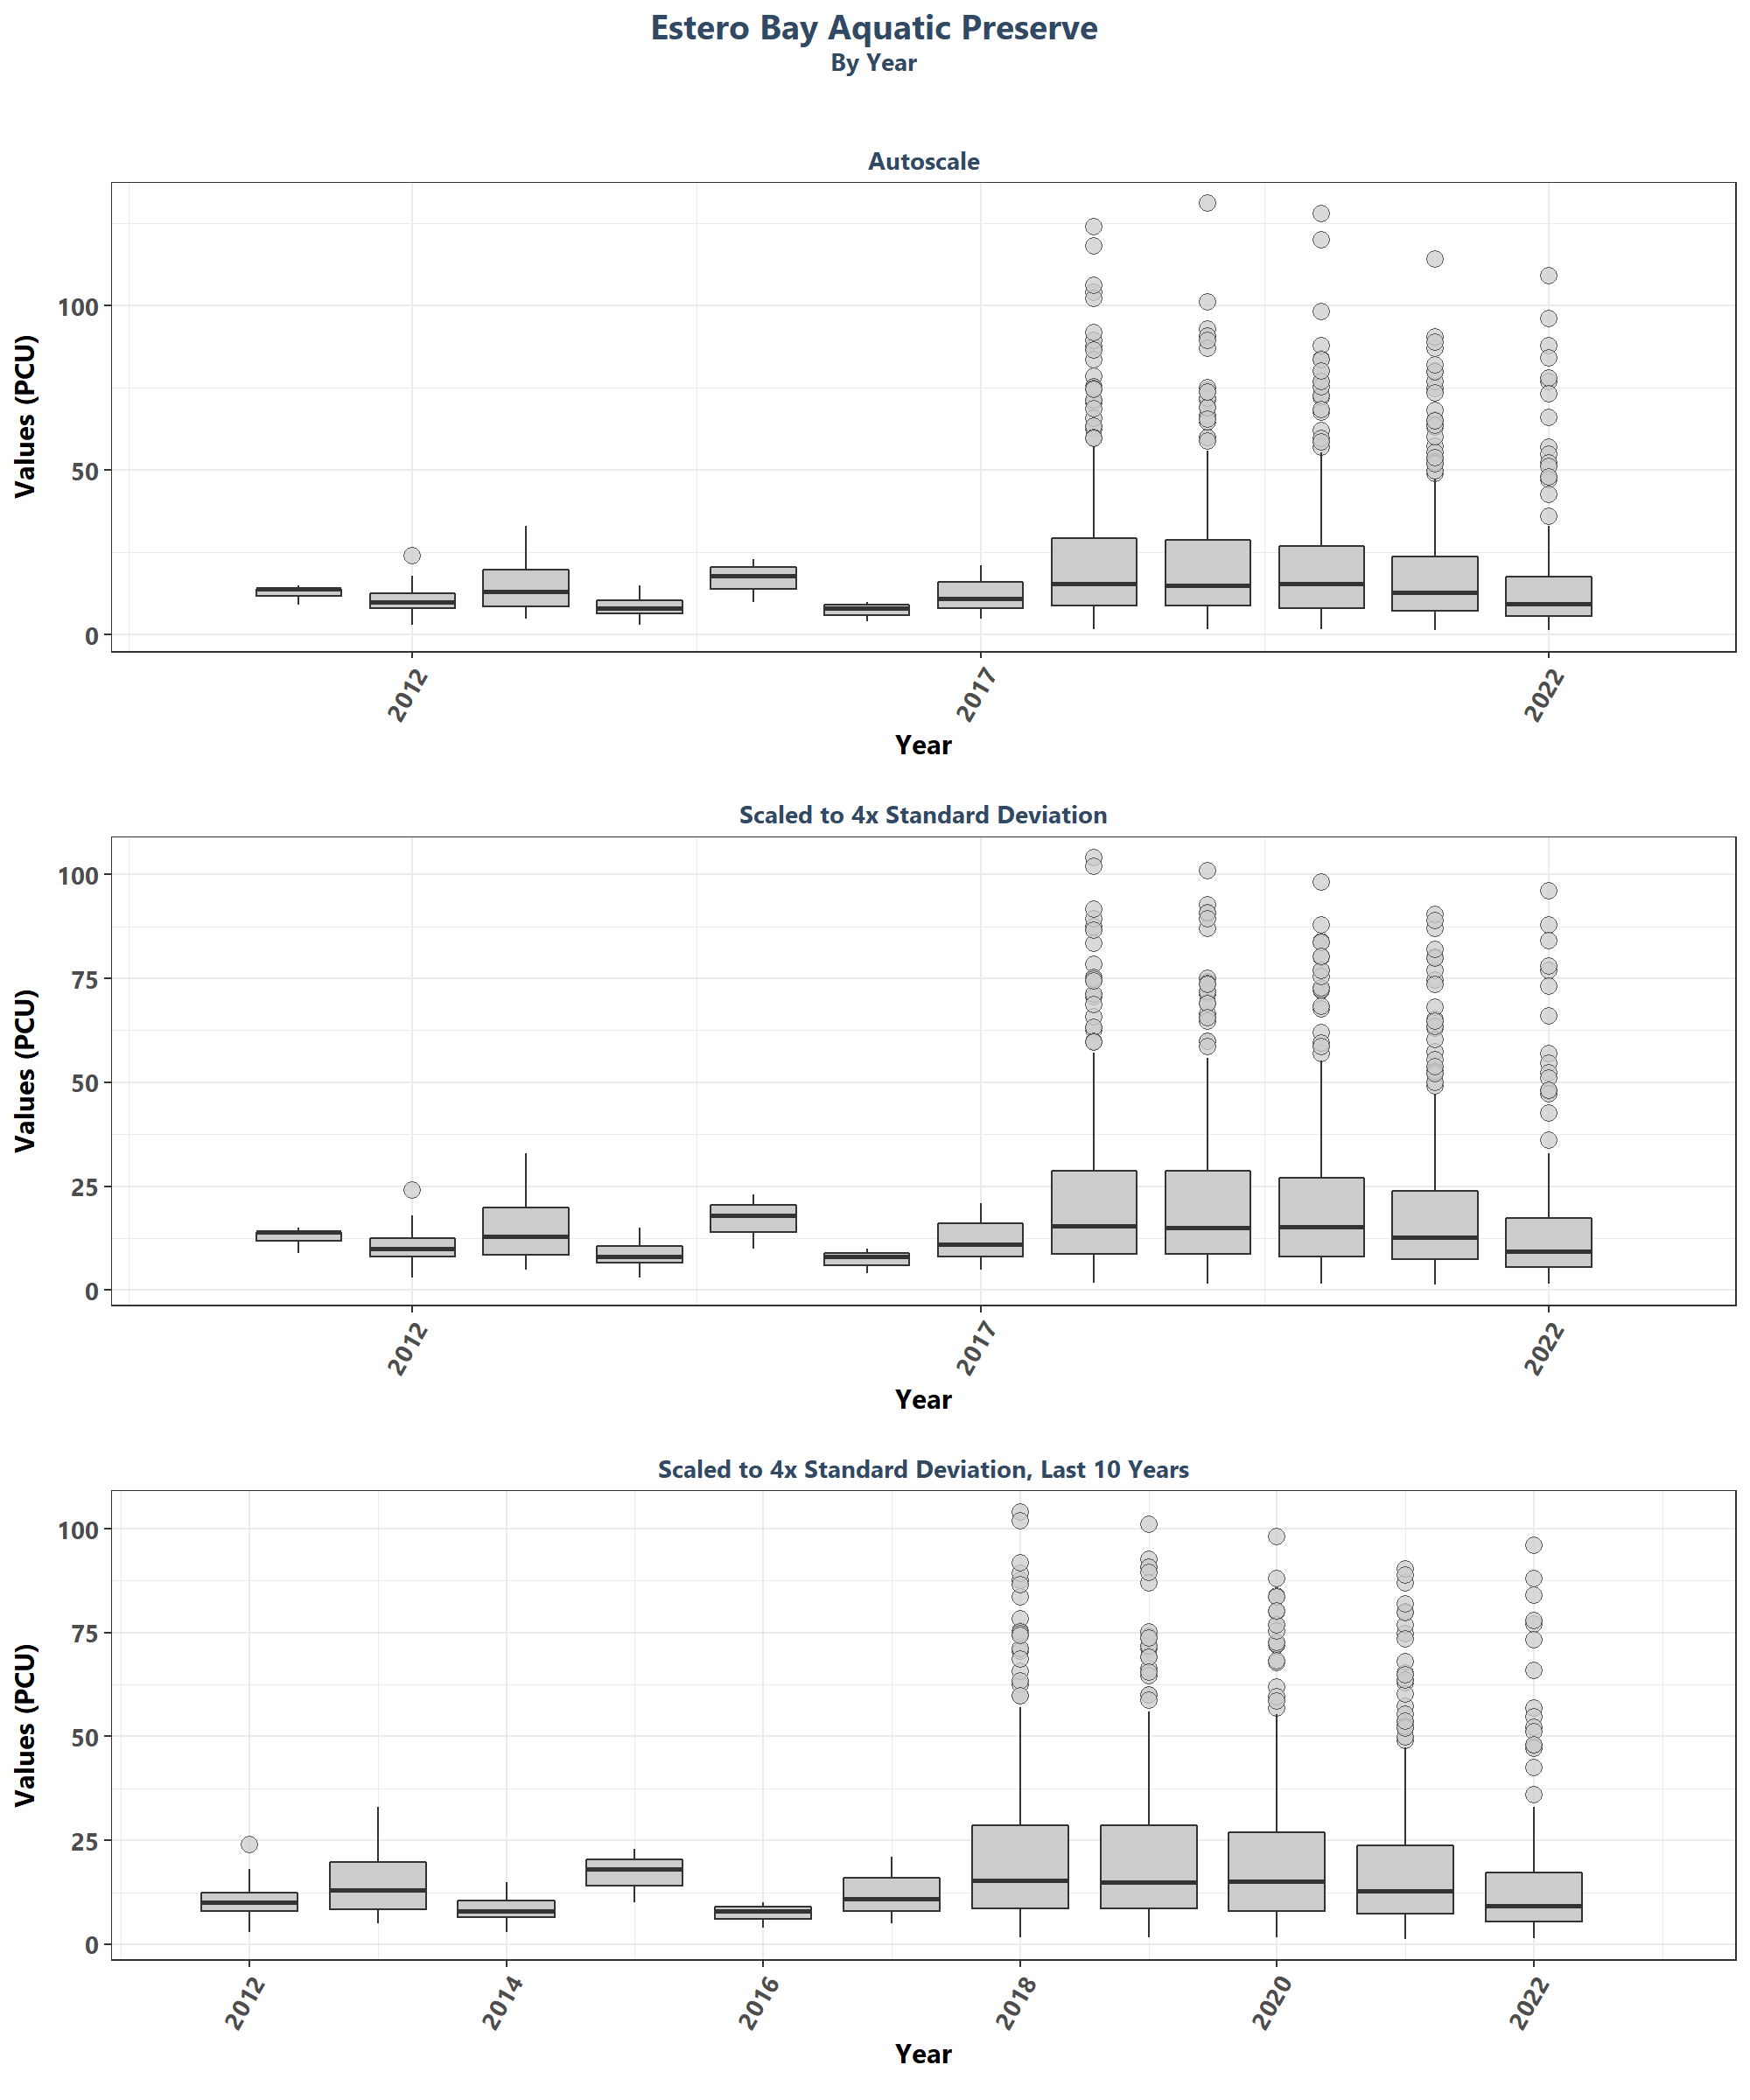 Estero Bay Aquatic Preserve
By Year
Autoscale
Values (PCU)
100
50
0
2012
2017
2022
Year
Scaled to 4x Standard Deviation
Values (PCU)
100
75
50
25
0
2012
2017
2022
Year
Scaled to 4x Standard Deviation, Last 10 Years
Values (PCU)
100
75
50
25
0
2012
2014
2016
2018
2020
2022
Year